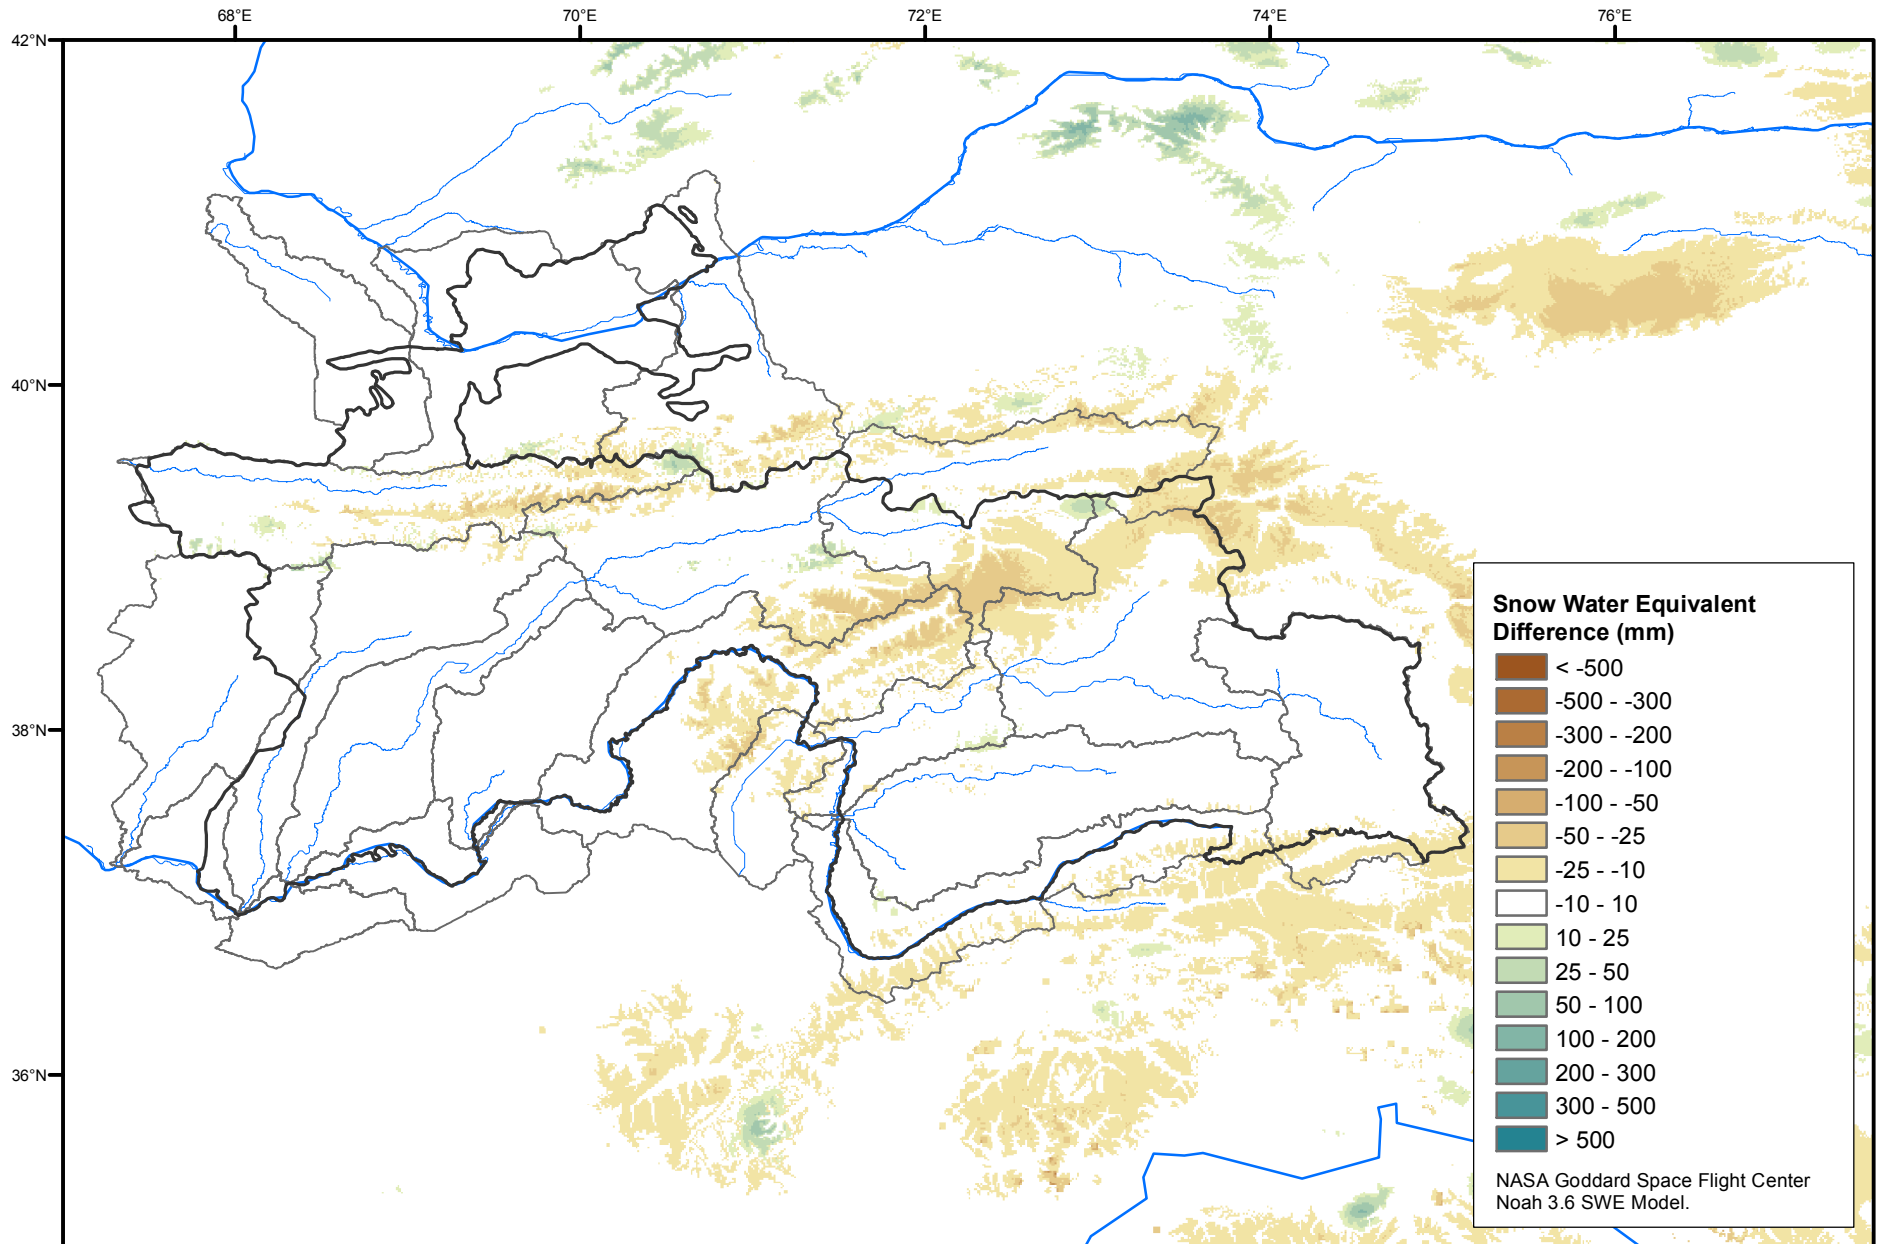 68°E
70°E
72°E
74°E
76°E
42°N
40°N
38°N
36°N
Snow Water Equivalent
Difference (mm)
< -500
-500 - -300
-300 - -200
-200 - -100
-100 - -50
-50 - -25
-25 - -10
-10 - 10
10 - 25
25 - 50
50 - 100
100 - 200
200 - 300
300 - 500
> 500
NASA Goddard Space Flight Center
Noah 3.6 SWE Model.